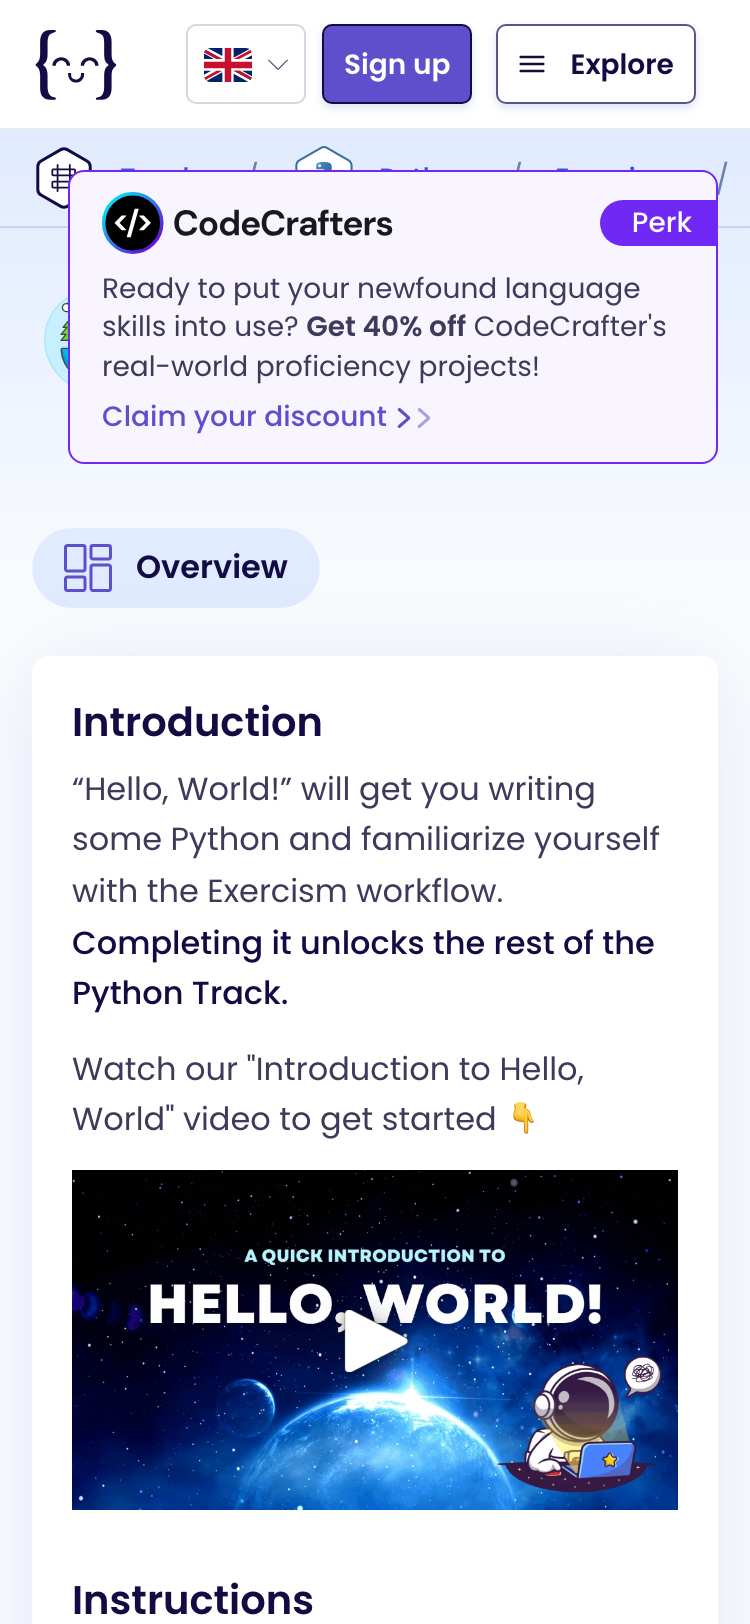 Sign up
Explore
CodeCrafters
Perk
Ready to put your newfound language
skills into use? Get 40% off CodeCrafter's
real-world proficiency projects!
Claim your discount
Overview
Introduction
“Hello, World!” will get you writing
some Python and familiarize yourself
with the Exercism workflow.
Completing it unlocks the rest of the
Python Track.
Watch our "Introduction to Hello,
World" video to get started 👇
A QUICK INTRODUCTION TO
HELLO, WORLD!
Instructions